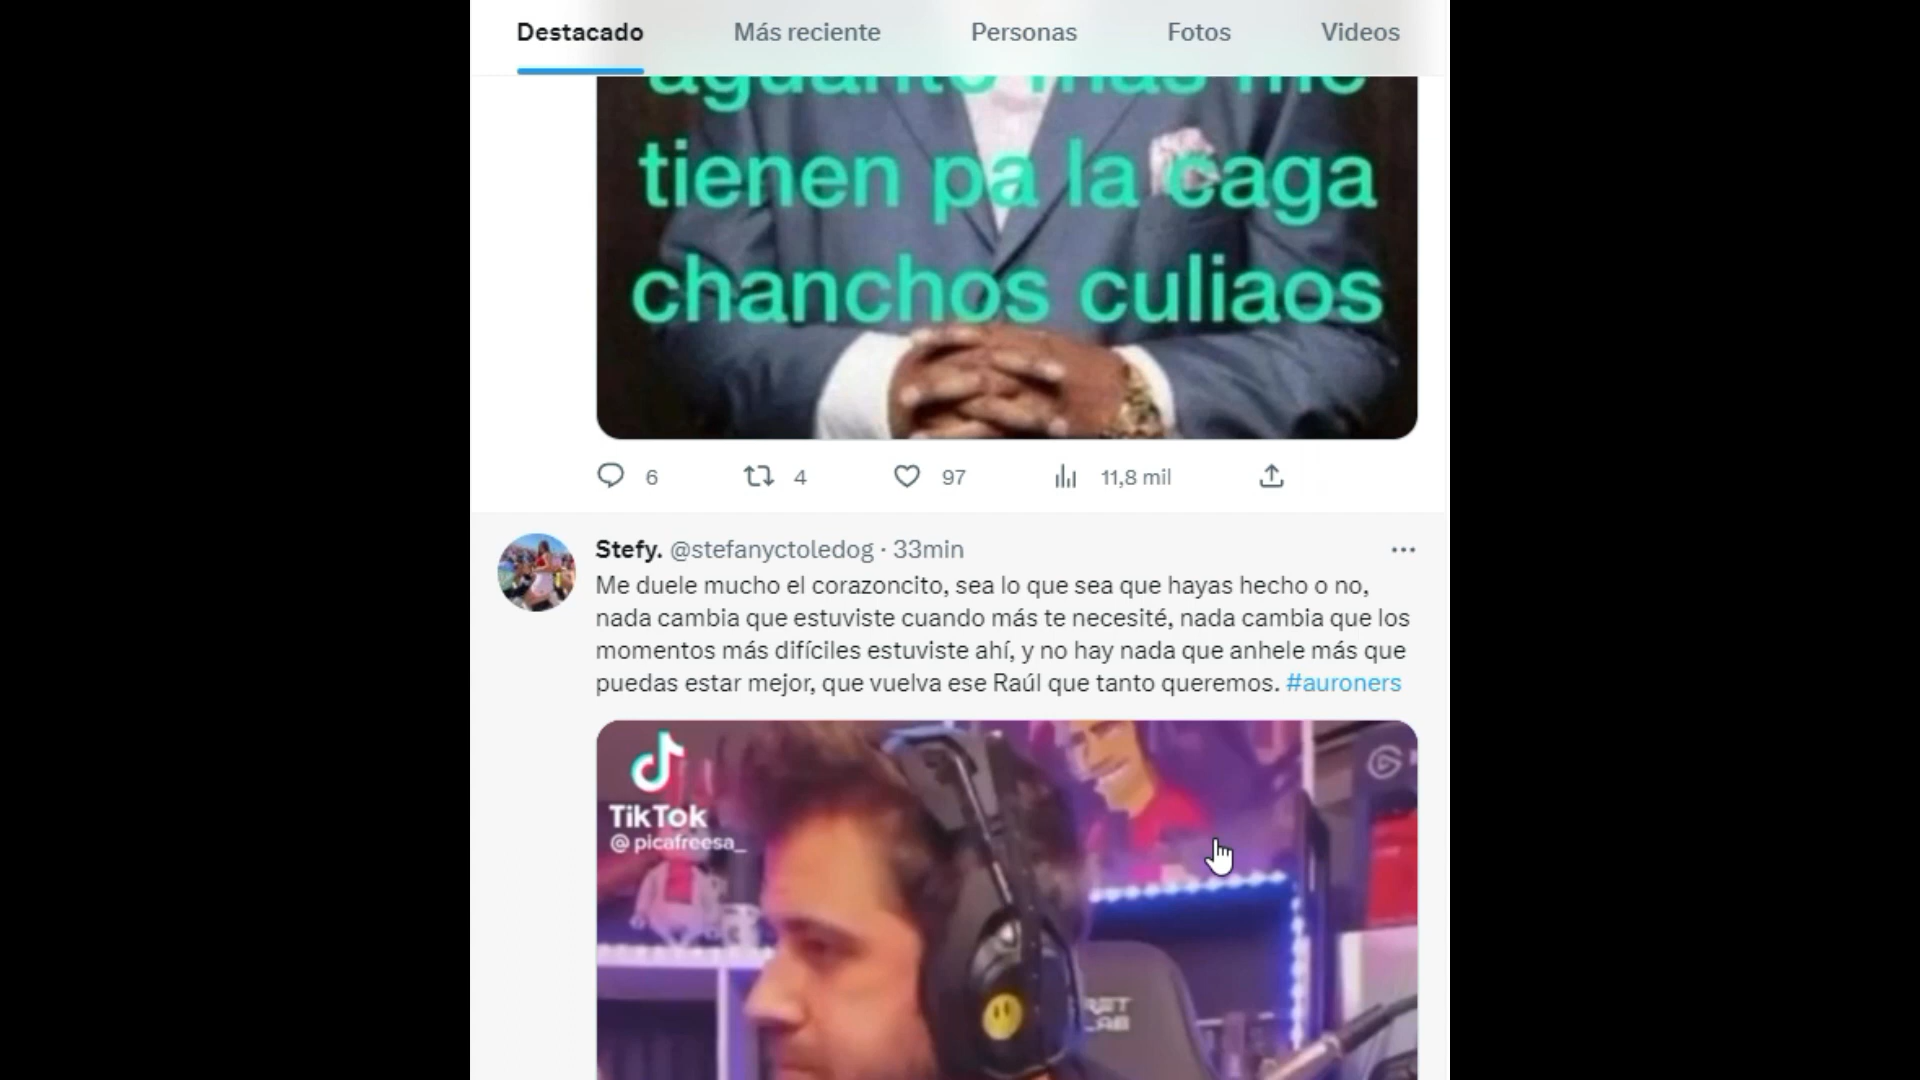 Destacado Más reciente Personas Fotos Videos
aguanto mas me
tienen pa la caga
chanchos culiaos
6 4 97 11,8 mil
Stefy. @stefanyctoledog · 33min
Me duele mucho el corazoncito, sea lo que sea que hayas hecho o no,
nada cambia que estuviste cuando más te necesité, nada cambia que los
momentos más difíciles estuviste ahí, y no hay nada que anhele más que
puedas estar mejor, que vuelva ese Raúl que tanto queremos. #auroners
TikTok
@picafreesa_